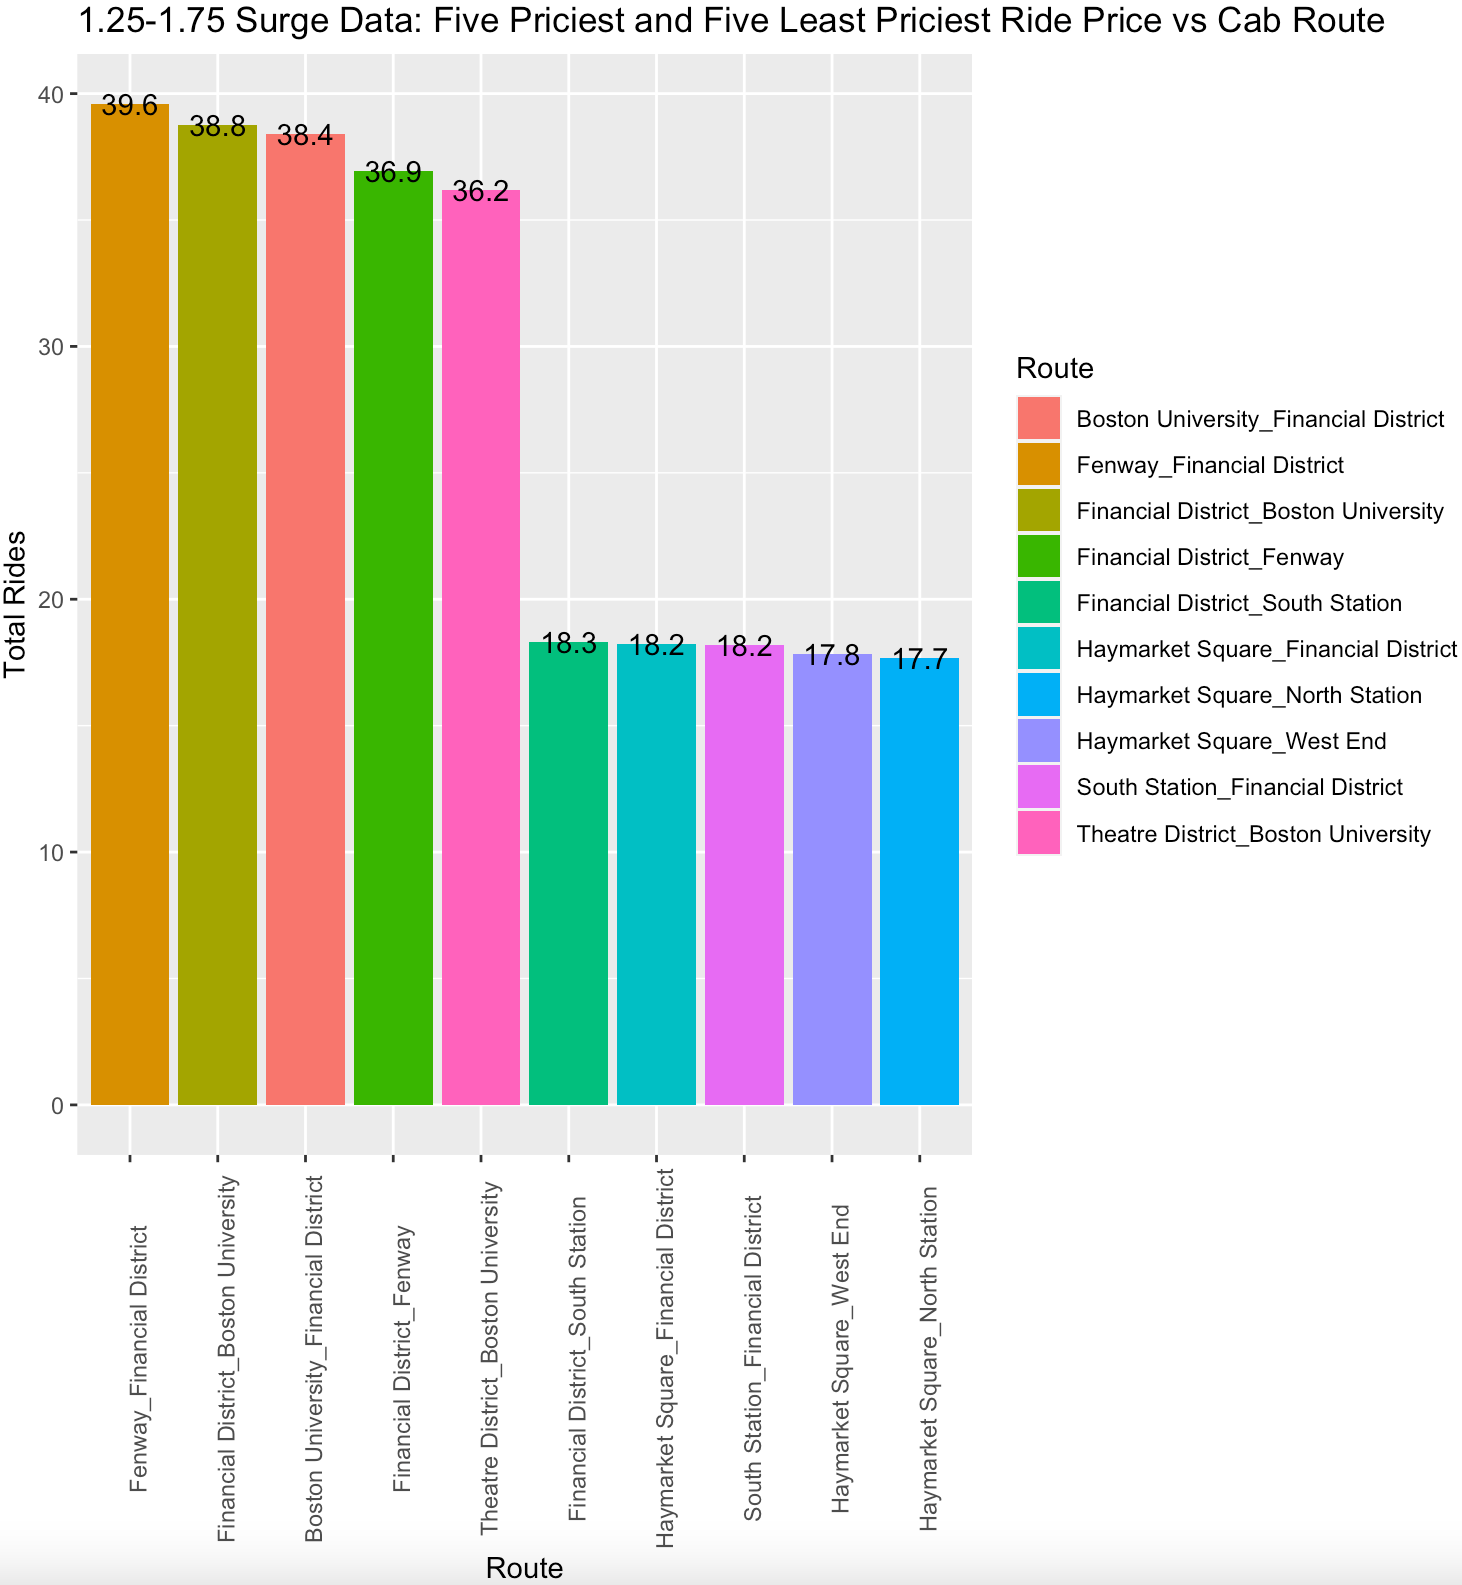 1.25-1.75 Surge Data: Five Priciest and Five Least Priciest Ride Price vs Cab Route
Total Rides
40
30
20
10
0
39.6
38.8
38.4
36.9
36.2
18.3
18.2
18.2
17.8
17.7
Fenway_Financial District
Financial District_Boston University
Boston University_Financial District
Financial District_Fenway
Theatre District_Boston University
Financial District_South Station
Haymarket Square_Financial District
South Station_Financial District
Haymarket Square_West End
Haymarket Square_North Station
Route
Route
Boston University_Financial District
Fenway_Financial District
Financial District_Boston University
Financial District_Fenway
Financial District_South Station
Haymarket Square_Financial District
Haymarket Square_North Station
Haymarket Square_West End
South Station_Financial District
Theatre District_Boston University